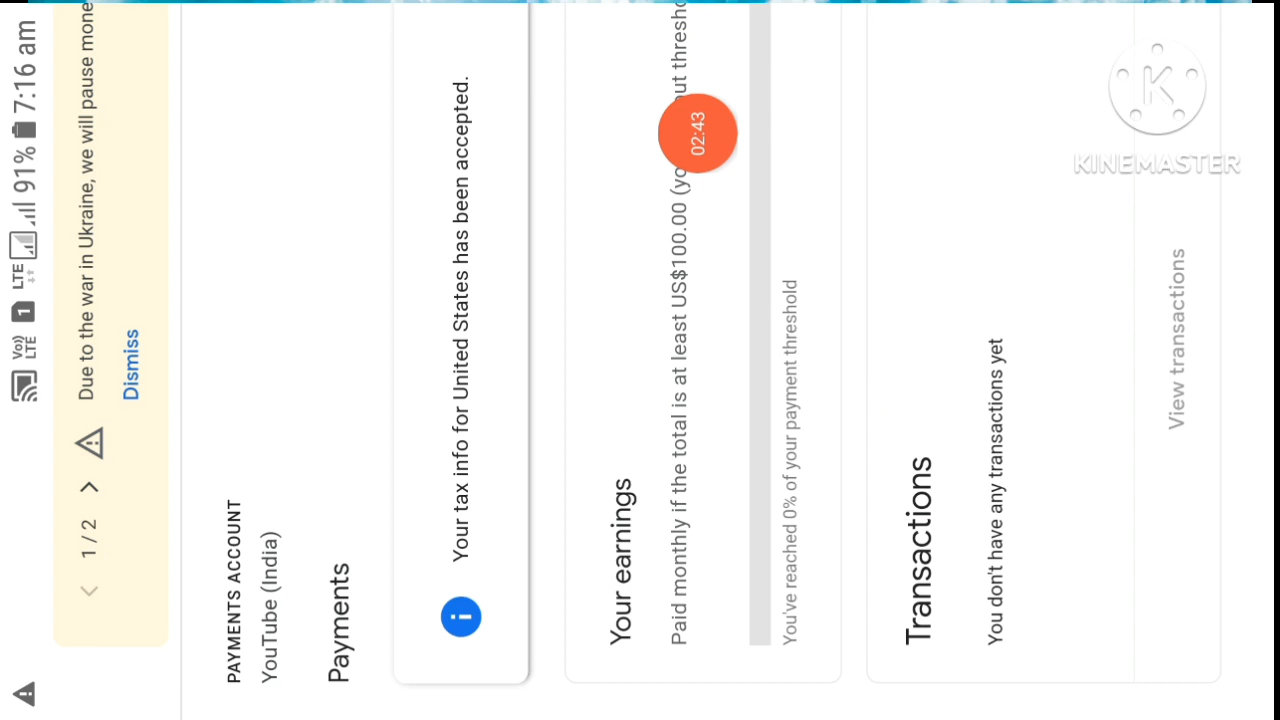 LTE 1 LTE 91% 7:16 am
1 / 2
Due to the war in Ukraine, we will pause mone
Dismiss
PAYMENTS ACCOUNT
YouTube (India)
Payments
Your tax info for United States has been accepted.
Your earnings
Paid monthly if the total is at least US$100.00 (yo out thresho
02:43
You've reached 0% of your payment threshold
Transactions
You don't have any transactions yet
View transactions
KINEMASTER